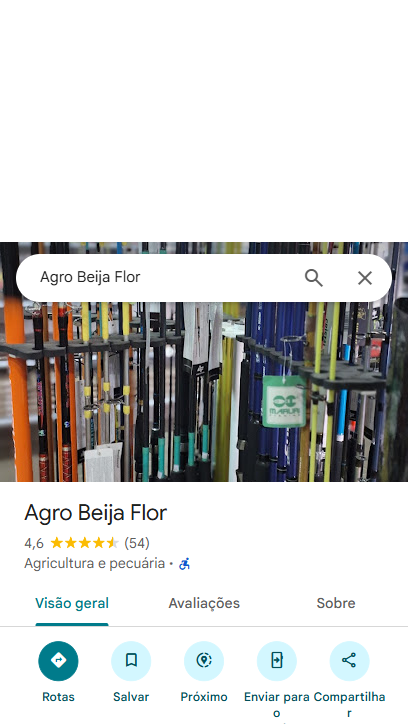 Agro Beija Flor
MARURI
Agro Beija Flor
4,6 (54)
Agricultura e pecuária ·
Visão geral Avaliações Sobre
Rotas Salvar Próximo Enviar para o Compartilhar